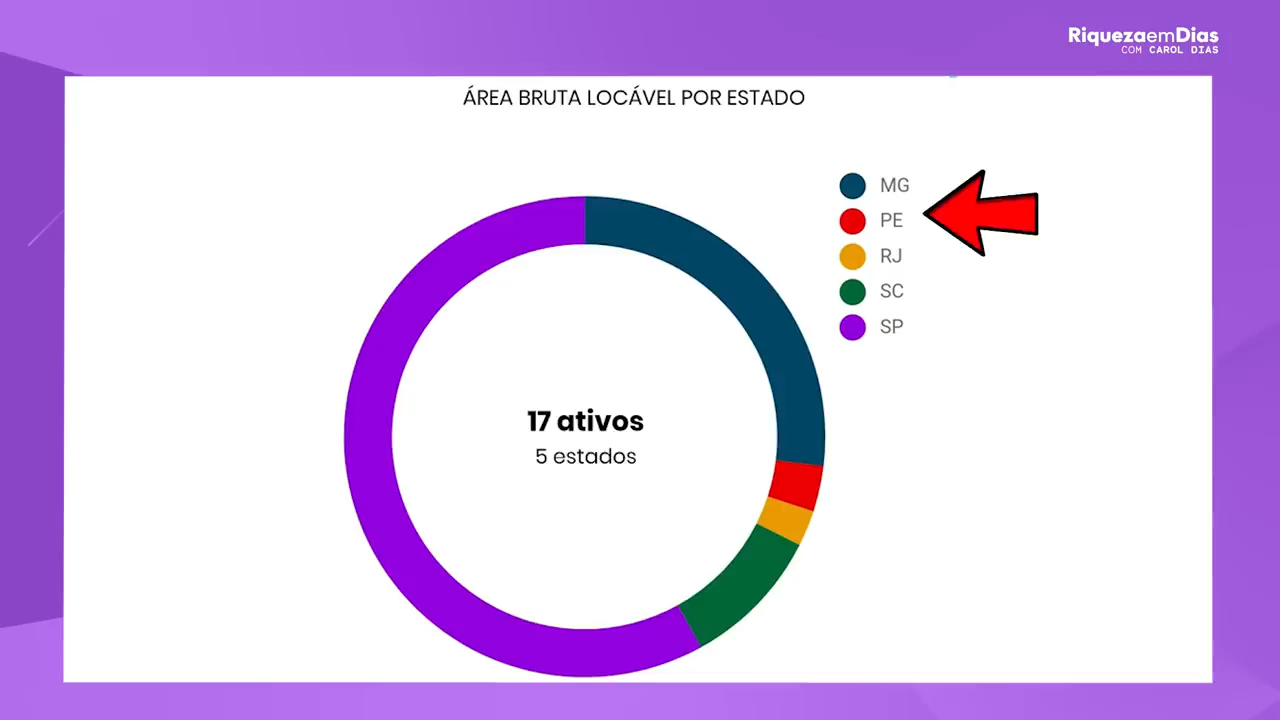 RiquezaemDias
COM CAROL DIAS
ÁREA BRUTA LOCÁVEL POR ESTADO
MG
PE
RJ
SC
SP
17 ativos
5 estados